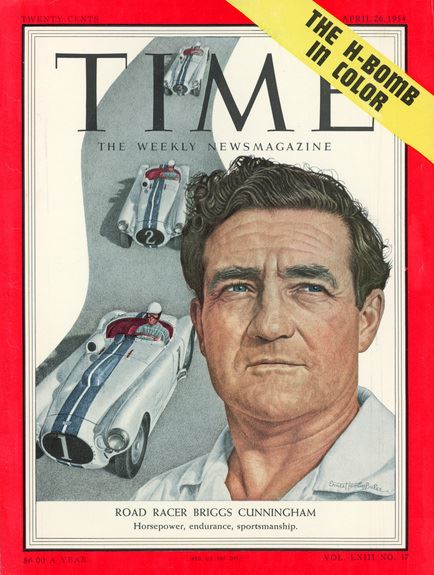 TWENTY CENTS
APRIL 26, 1954
THE H-BOMB
IN COLOR
TIME
THE WEEKLY NEWSMAGAZINE
2
1
ROAD RACER BRIGGS CUNNINGHAM
Horsepower, endurance, sportsmanship.
$6.00 A YEAR
VOL. LXIII NO. 17